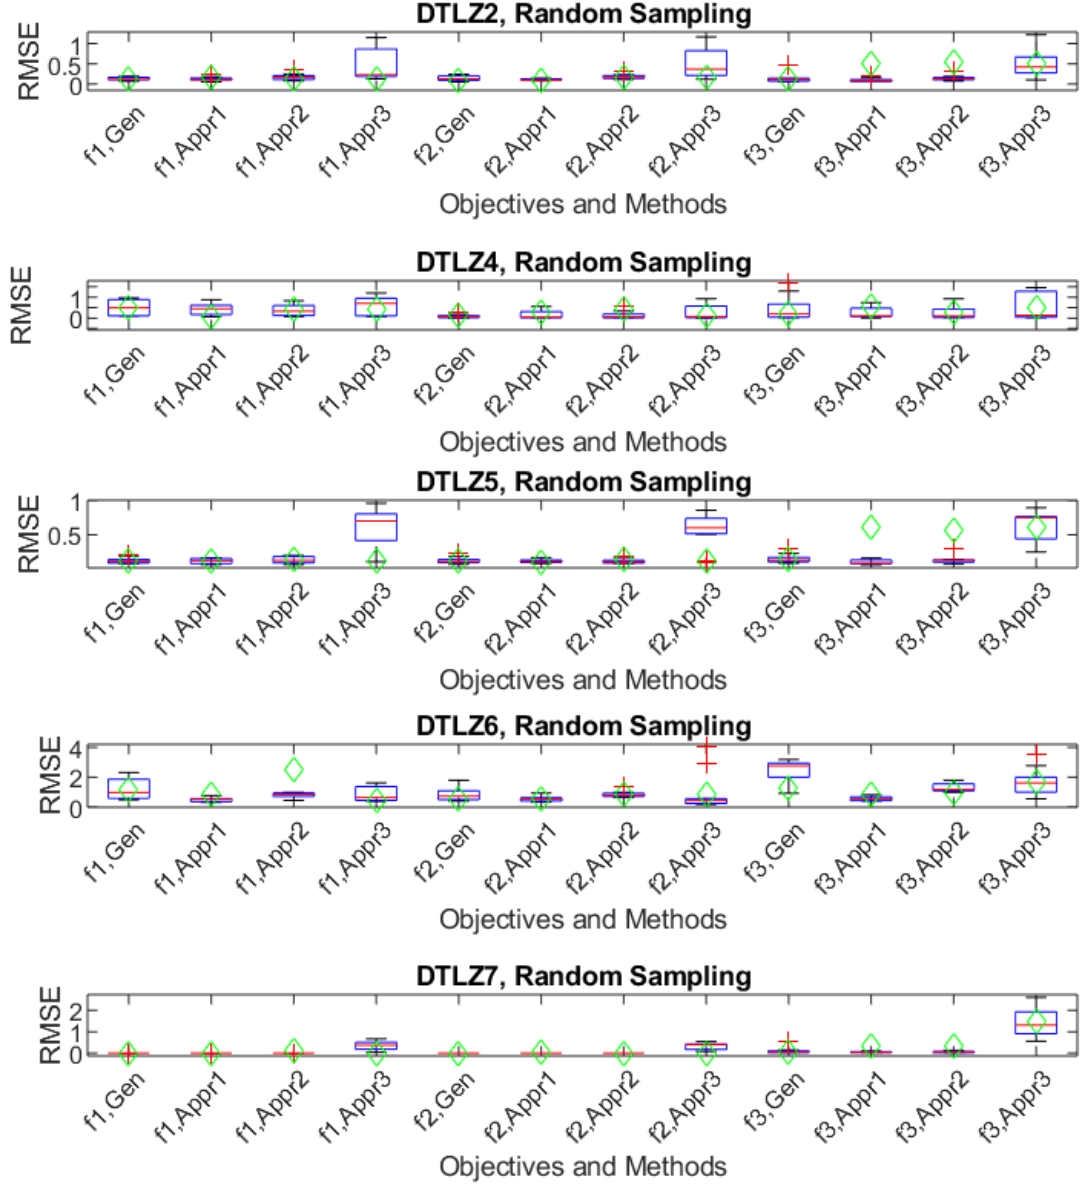 DTLZ2, Random Sampling
RMSE
1
0.5
0
f1,Gen
f1,Appr1
f1,Appr2
f1,Appr3
f2,Gen
f2,Appr1
f2,Appr2
f2,Appr3
f3,Gen
f3,Appr1
f3,Appr2
f3,Appr3
Objectives and Methods
DTLZ4, Random Sampling
RMSE
1
0
f1,Gen
f1,Appr1
f1,Appr2
f1,Appr3
f2,Gen
f2,Appr1
f2,Appr2
f2,Appr3
f3,Gen
f3,Appr1
f3,Appr2
f3,Appr3
Objectives and Methods
DTLZ5, Random Sampling
RMSE
1
0.5
f1,Gen
f1,Appr1
f1,Appr2
f1,Appr3
f2,Gen
f2,Appr1
f2,Appr2
f2,Appr3
f3,Gen
f3,Appr1
f3,Appr2
f3,Appr3
Objectives and Methods
DTLZ6, Random Sampling
RMSE
4
2
0
f1,Gen
f1,Appr1
f1,Appr2
f1,Appr3
f2,Gen
f2,Appr1
f2,Appr2
f2,Appr3
f3,Gen
f3,Appr1
f3,Appr2
f3,Appr3
Objectives and Methods
DTLZ7, Random Sampling
RMSE
2
1
0
f1,Gen
f1,Appr1
f1,Appr2
f1,Appr3
f2,Gen
f2,Appr1
f2,Appr2
f2,Appr3
f3,Gen
f3,Appr1
f3,Appr2
f3,Appr3
Objectives and Methods